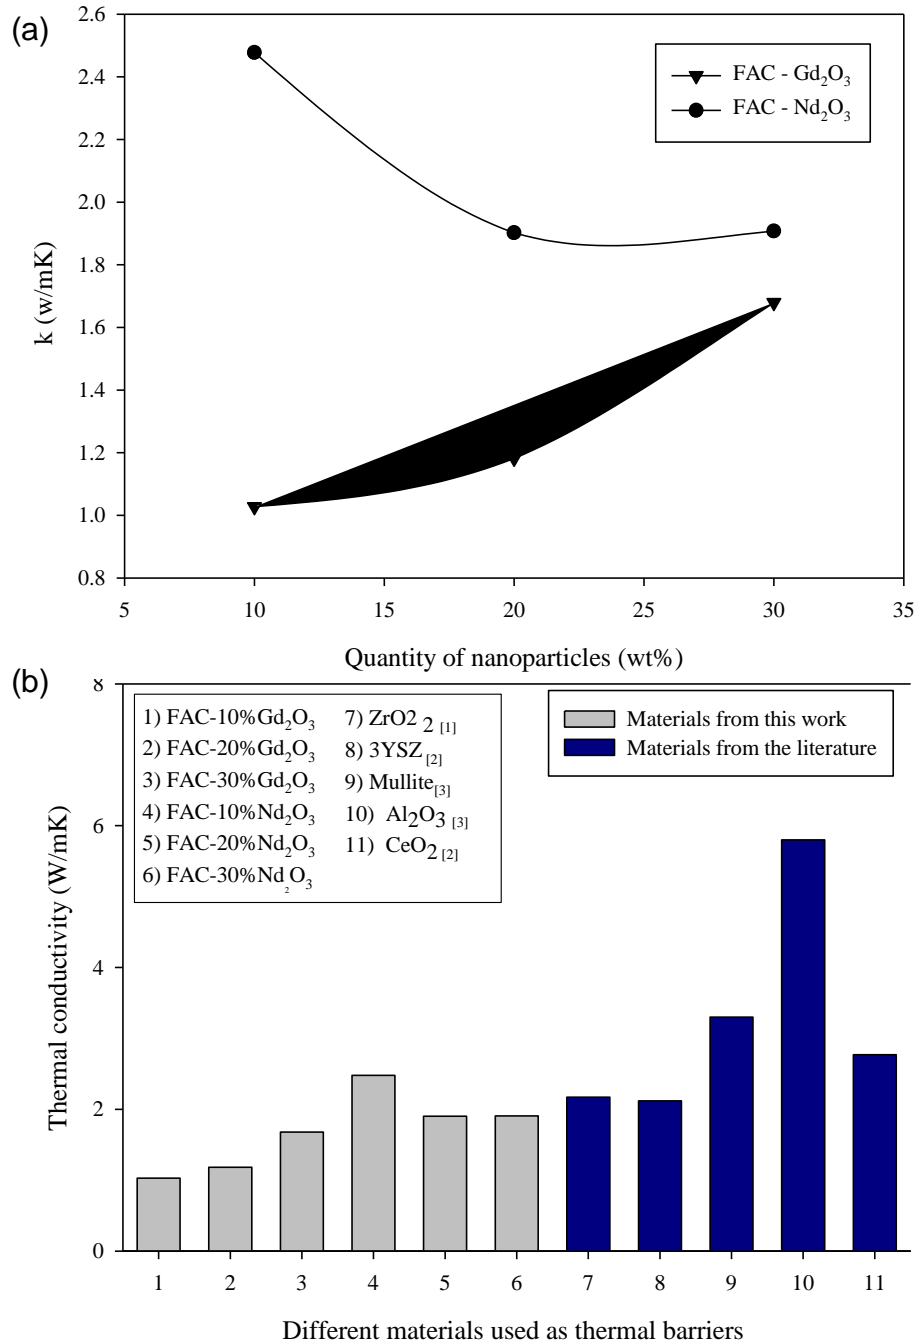 (a)
2.6
2.4
2.2
2.0
1.8
1.6
1.4
1.2
1.0
0.8
k (w/mK)
FAC - Gd₂O₃
FAC - Nd₂O₃
5 10 15 20 25 30 35
Quantity of nanoparticles (wt%)
(b)
8
6
4
2
0
Thermal conductivity (W/mK)
1) FAC-10%Gd₂O₃
2) FAC-20%Gd₂O₃
3) FAC-30%Gd₂O₃
4) FAC-10%Nd₂O₃
5) FAC-20%Nd₂O₃
6) FAC-30%Nd₂O₃
7) ZrO2 ₂ [1]
8) 3YSZ [2]
9) Mullite[3]
10) Al₂O₃ [3]
11) CeO₂ [2]
Materials from this work
Materials from the literature
1 2 3 4 5 6 7 8 9 10 11
Different materials used as thermal barriers